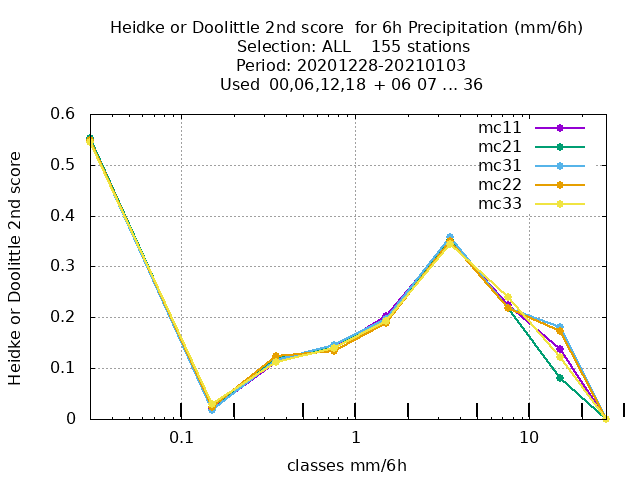 Heidke or Doolittle 2nd score  for 6h Precipitation (mm/6h)
Selection: ALL    155 stations
Period: 20201228-20210103
Used  00,06,12,18  + 06 07 ... 36
Heidke or Doolittle 2nd score
0.6
0.5
0.4
0.3
0.2
0.1
0
mc11
mc21
mc31
mc22
mc33
0.1
1
10
classes mm/6h